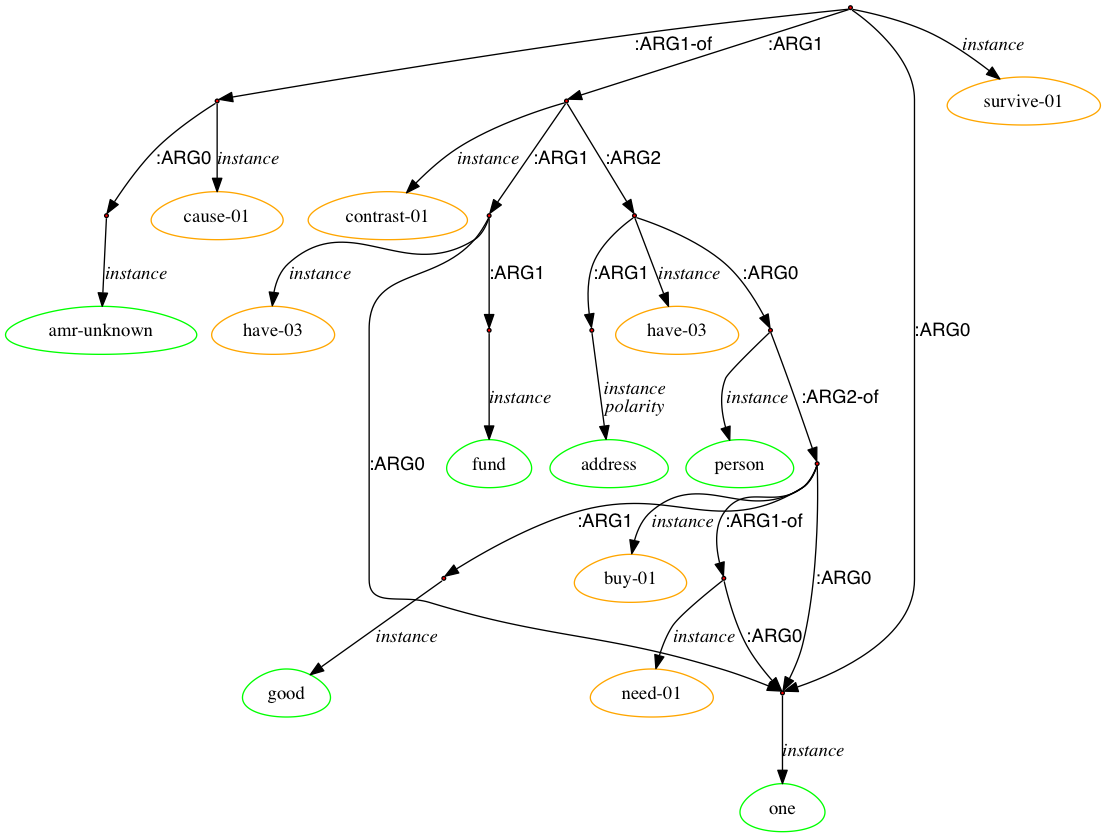 :ARG1-of
:ARG1
instance
survive-01
:ARG0
instance
instance
:ARG1
:ARG2
cause-01
contrast-01
instance
instance
:ARG1
:ARG1
instance
:ARG0
amr-unknown
have-03
have-03
:ARG0
instance
instance
polarity
instance
:ARG2-of
:ARG0
fund
address
person
:ARG1
instance
:ARG1-of
buy-01
:ARG0
instance
instance
:ARG0
good
need-01
instance
one